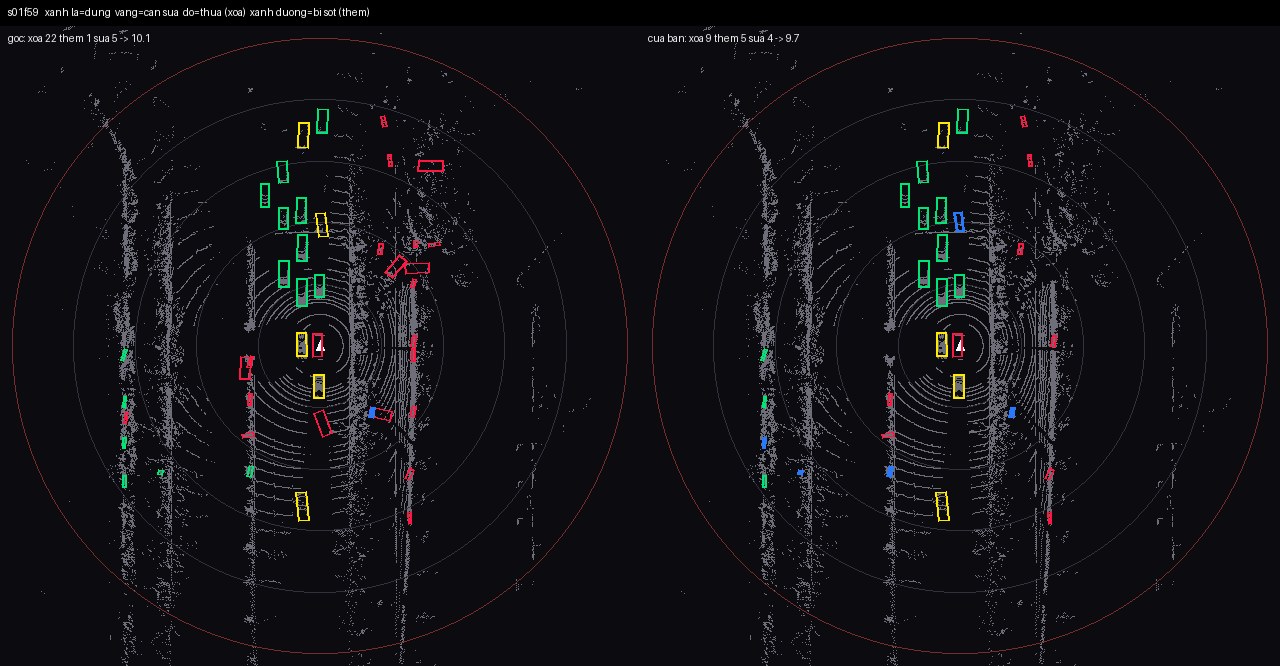 s01f59 xanh la=dung vang=can sua do=thua (xoa) xanh duong=bi sot (them)
goc: xoa 22 them 1 sua 5 -> 10.1
cua ban: xoa 9 them 5 sua 4 -> 9.7